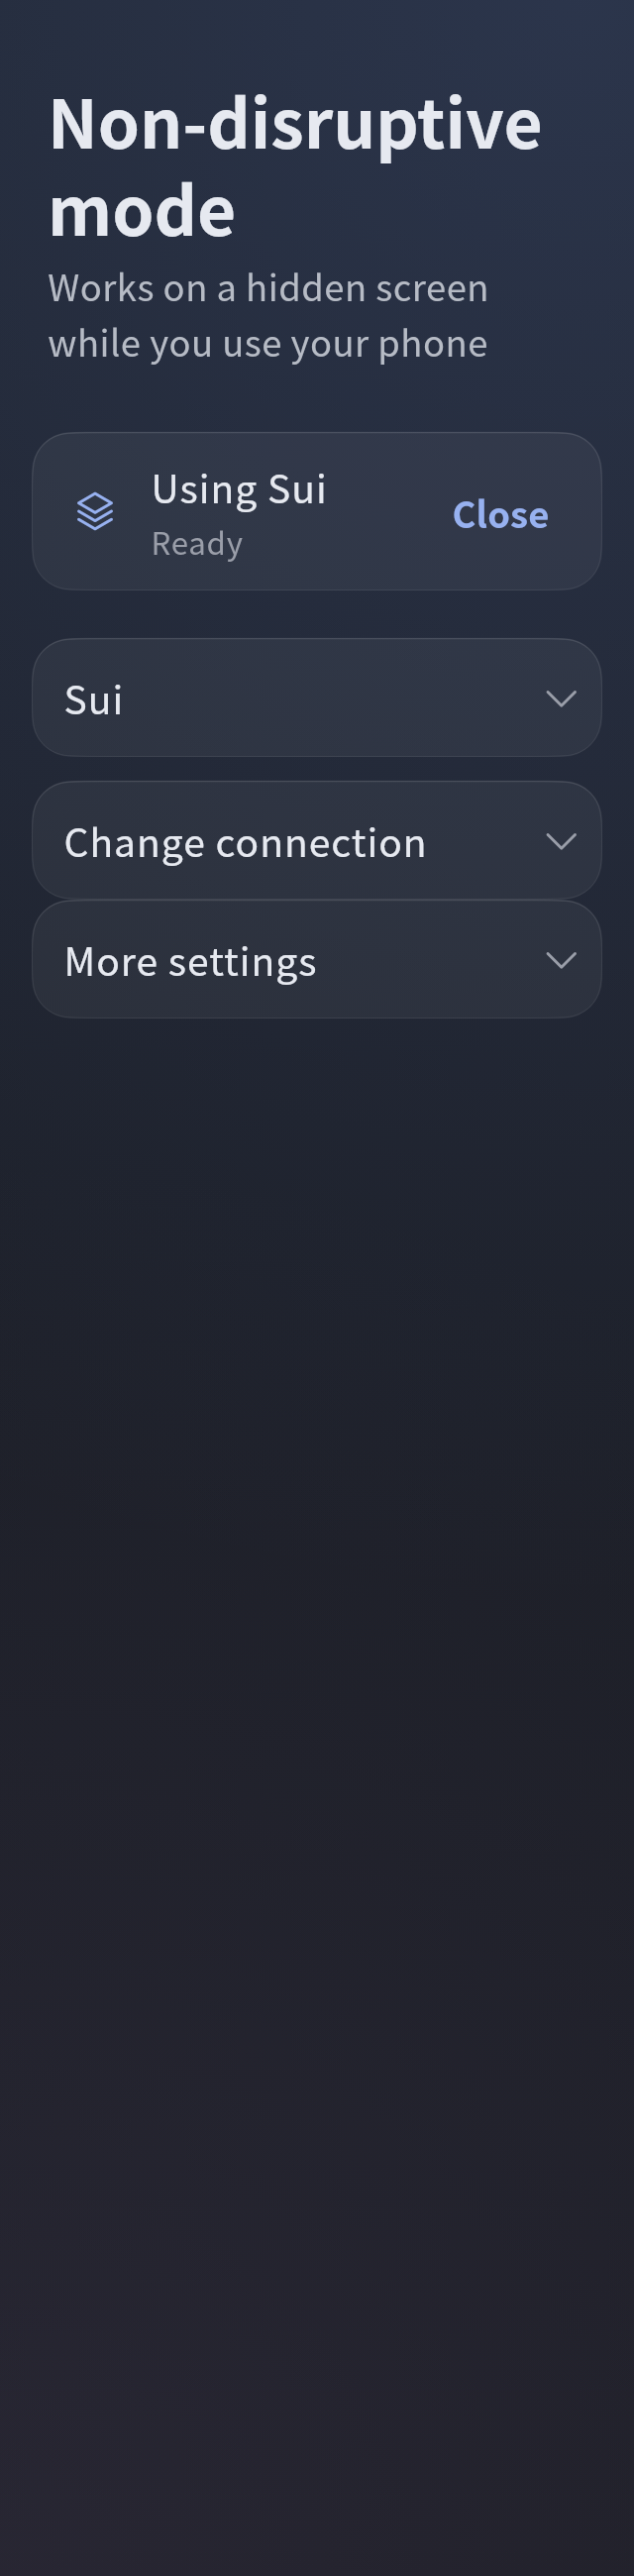 Non-disruptive
mode
Works on a hidden screen
while you use your phone
Using Sui
Ready
Close
Sui
Change connection
More settings